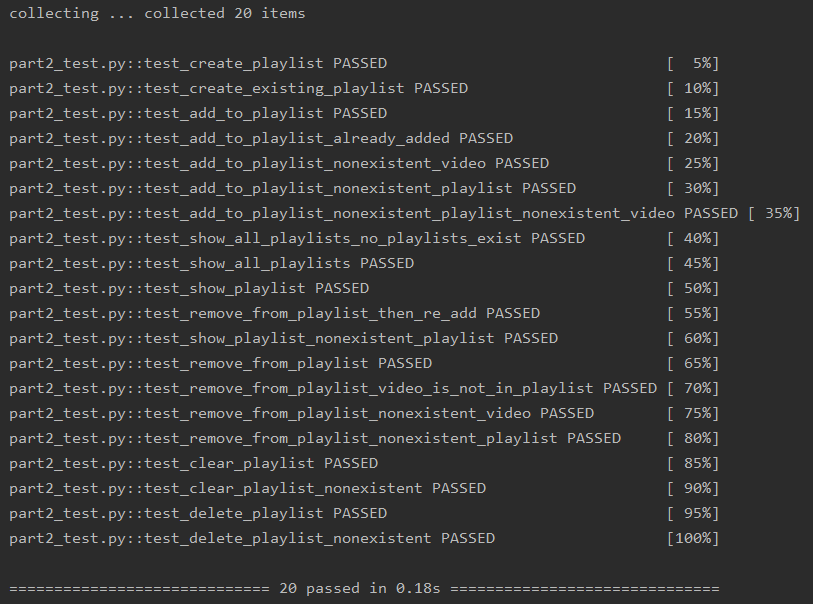 collecting ... collected 20 items
part2_test.py::test_create_playlist PASSED [  5%]
part2_test.py::test_create_existing_playlist PASSED [ 10%]
part2_test.py::test_add_to_playlist PASSED [ 15%]
part2_test.py::test_add_to_playlist_already_added PASSED [ 20%]
part2_test.py::test_add_to_playlist_nonexistent_video PASSED [ 25%]
part2_test.py::test_add_to_playlist_nonexistent_playlist PASSED [ 30%]
part2_test.py::test_add_to_playlist_nonexistent_playlist_nonexistent_video PASSED [ 35%]
part2_test.py::test_show_all_playlists_no_playlists_exist PASSED [ 40%]
part2_test.py::test_show_all_playlists PASSED [ 45%]
part2_test.py::test_show_playlist PASSED [ 50%]
part2_test.py::test_remove_from_playlist_then_re_add PASSED [ 55%]
part2_test.py::test_show_playlist_nonexistent_playlist PASSED [ 60%]
part2_test.py::test_remove_from_playlist PASSED [ 65%]
part2_test.py::test_remove_from_playlist_video_is_not_in_playlist PASSED [ 70%]
part2_test.py::test_remove_from_playlist_nonexistent_video PASSED [ 75%]
part2_test.py::test_remove_from_playlist_nonexistent_playlist PASSED [ 80%]
part2_test.py::test_clear_playlist PASSED [ 85%]
part2_test.py::test_clear_playlist_nonexistent PASSED [ 90%]
part2_test.py::test_delete_playlist PASSED [ 95%]
part2_test.py::test_delete_playlist_nonexistent PASSED [100%]
============================= 20 passed in 0.18s ==============================